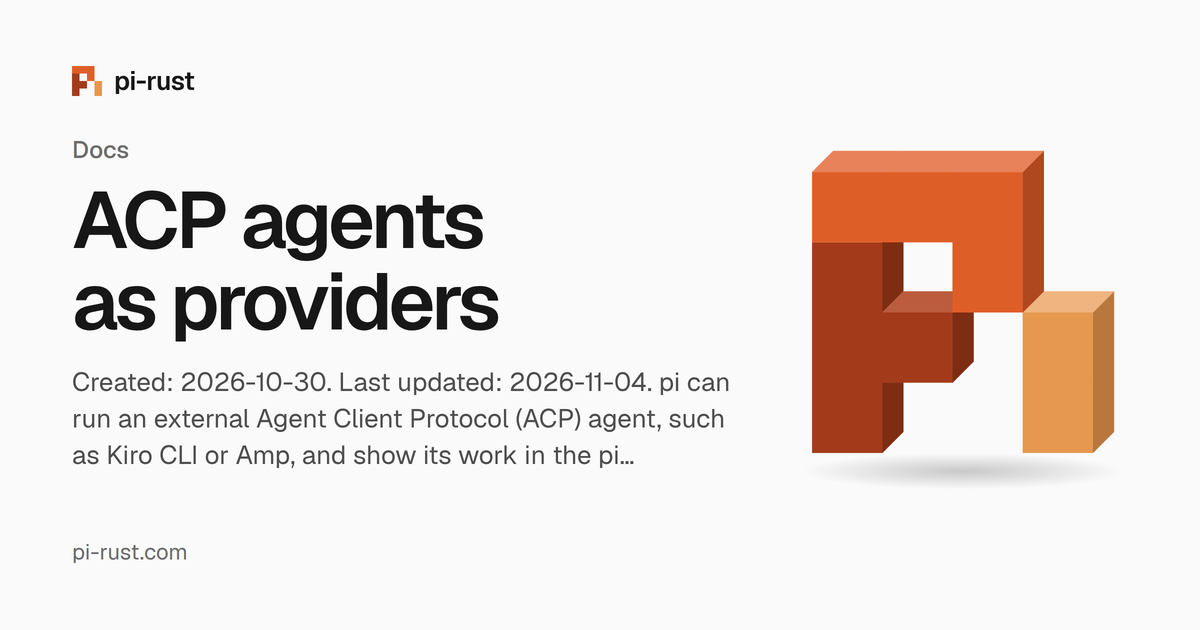 pi-rust
Docs
ACP agents
as providers
Created: 2026-10-30. Last updated: 2026-11-04. pi can
run an external Agent Client Protocol (ACP) agent, such
as Kiro CLI or Amp, and show its work in the pi...
pi-rust.com